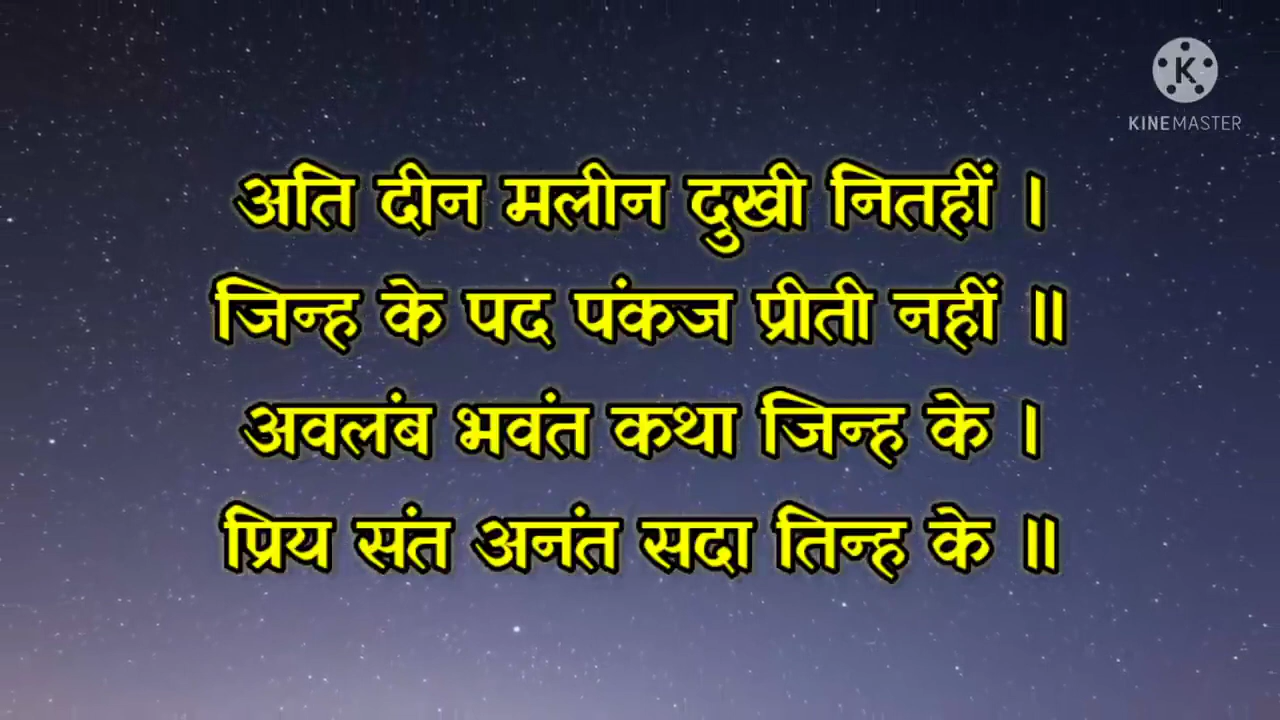 KINEMASTER
अति दीन मलीन दुखी नितहीं ।
जिन्ह के पद पंकज प्रीती नहीं ॥
अवलंब भवंत कथा जिन्ह के ।
प्रिय संत अनंत सदा तिन्ह के ॥